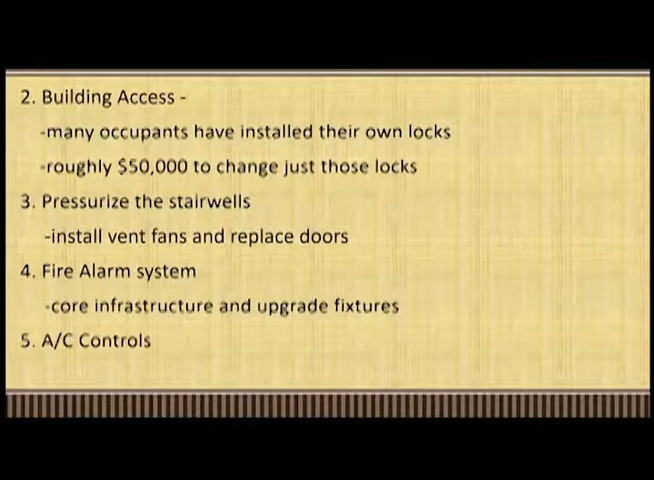 2. Building Access -
-many occupants have installed their own locks
-roughly $50,000 to change just those locks
3. Pressurize the stairwells
-install vent fans and replace doors
4. Fire Alarm system
-core infrastructure and upgrade fixtures
5. A/C Controls